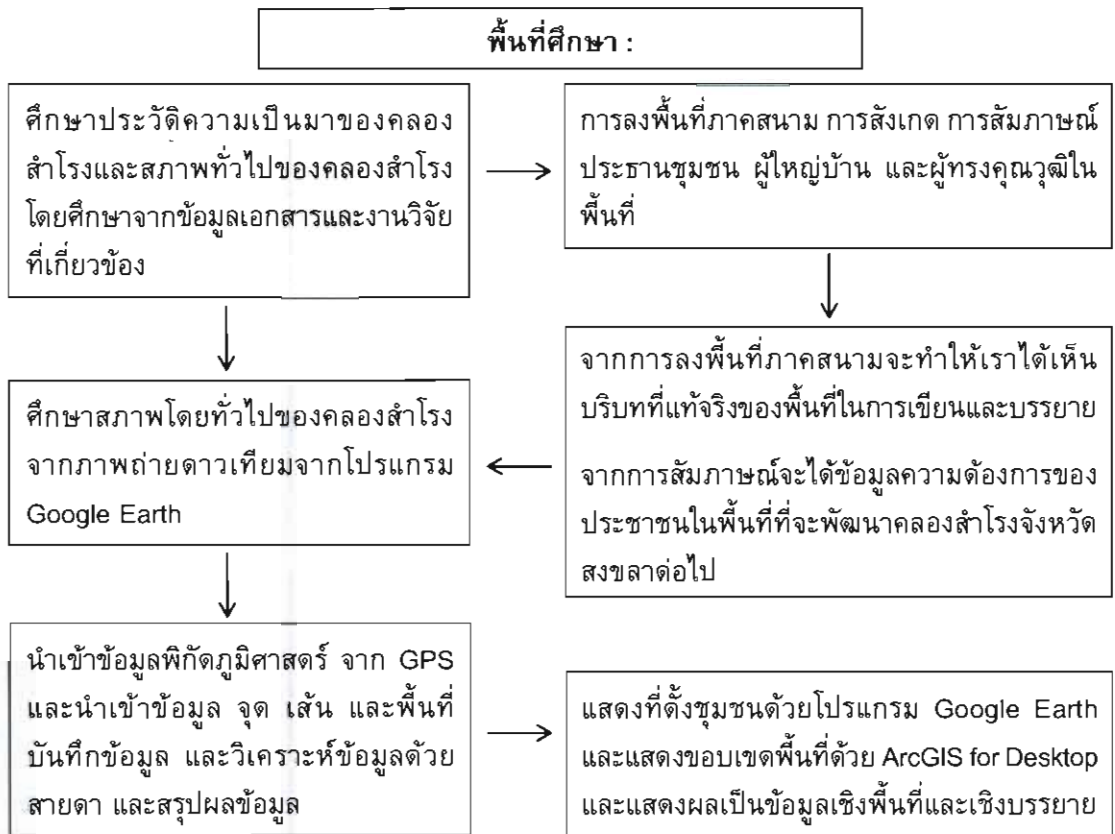 พื้นที่ศึกษา :
ศึกษาประวัติความเป็นมาของคลอง
สำโรงและสภาพทั่วไปของคลองสำโรง
โดยศึกษาจากข้อมูลเอกสารและงานวิจัย
ที่เกี่ยวข้อง
การลงพื้นที่ภาคสนาม การสังเกต การสัมภาษณ์
ประธานชุมชน ผู้ใหญ่บ้าน และผู้ทรงคุณวุฒิใน
พื้นที่
จากการลงพื้นที่ภาคสนามจะทำให้เราได้เห็น
บริบทที่แท้จริงของพื้นที่ในการเขียนและบรรยาย
จากการสัมภาษณ์จะได้ข้อมูลความต้องการของ
ประชาชนในพื้นที่ที่จะพัฒนาคลองสำโรงจังหวัด
สงขลาต่อไป
ศึกษาสภาพโดยทั่วไปของคลองสำโรง
จากภาพถ่ายดาวเทียมจากโปรแกรม
Google Earth
นำเข้าข้อมูลพิกัดภูมิศาสตร์ จาก GPS
และนำเข้าข้อมูล จุด เส้น และพื้นที่
บันทึกข้อมูล และวิเคราะห์ข้อมูลด้วย
สายตา และสรุปผลข้อมูล
แสดงที่ตั้งชุมชนด้วยโปรแกรม Google Earth
และแสดงขอบเขตพื้นที่ด้วย ArcGIS for Desktop
และแสดงผลเป็นข้อมูลเชิงพื้นที่และเชิงบรรยาย